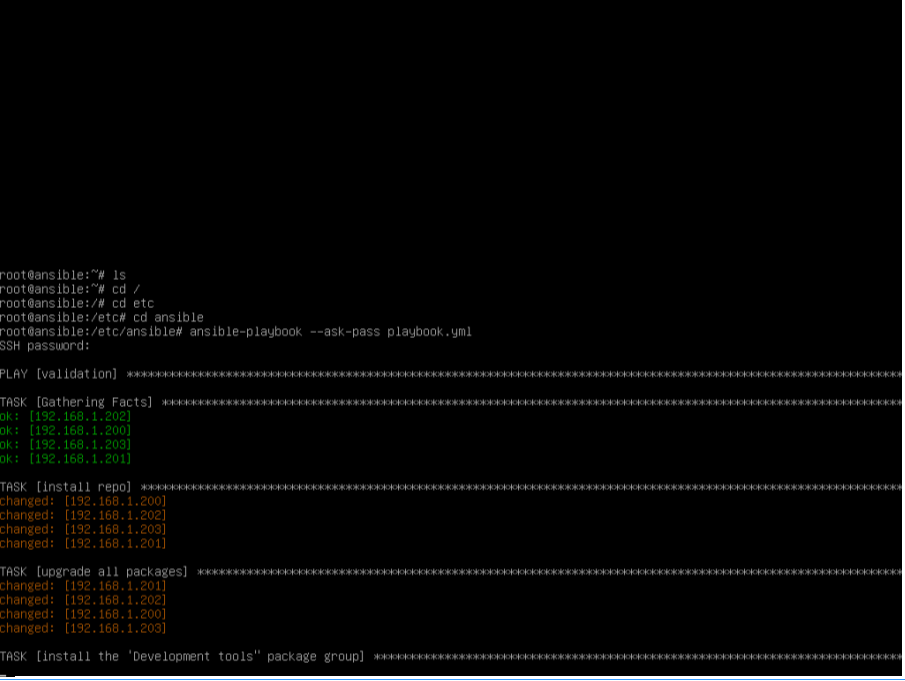 root@ansible:~# ls
root@ansible:~# cd /
root@ansible:/# cd etc
root@ansible:/etc# cd ansible
root@ansible:/etc/ansible# ansible-playbook --ask-pass playbook.yml
SSH password:
PLAY [validation] **************************************************************************************************************
TASK [Gathering Facts] *********************************************************************************************************
ok: [192.168.1.202]
ok: [192.168.1.200]
ok: [192.168.1.203]
ok: [192.168.1.201]
TASK [install repo] ************************************************************************************************************
changed: [192.168.1.200]
changed: [192.168.1.202]
changed: [192.168.1.203]
changed: [192.168.1.201]
TASK [upgrade all packages] ****************************************************************************************************
changed: [192.168.1.201]
changed: [192.168.1.202]
changed: [192.168.1.200]
changed: [192.168.1.203]
TASK [install the 'Development tools" package group] ***************************************************************************